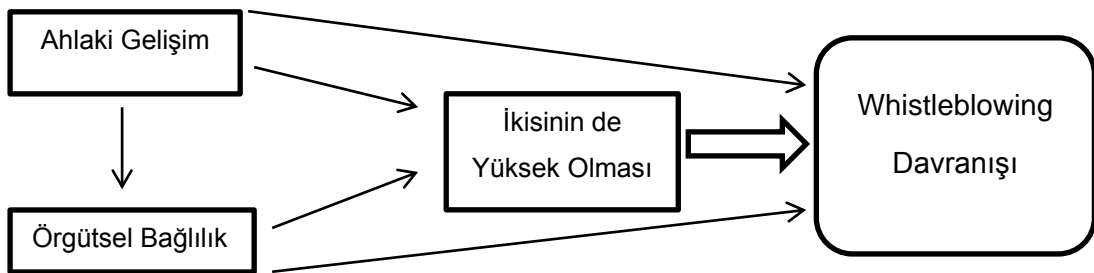 Ahlaki Gelişim
İkisinin de
Yüksek Olması
Whistleblowing
Davranışı
Örgütsel Bağlılık